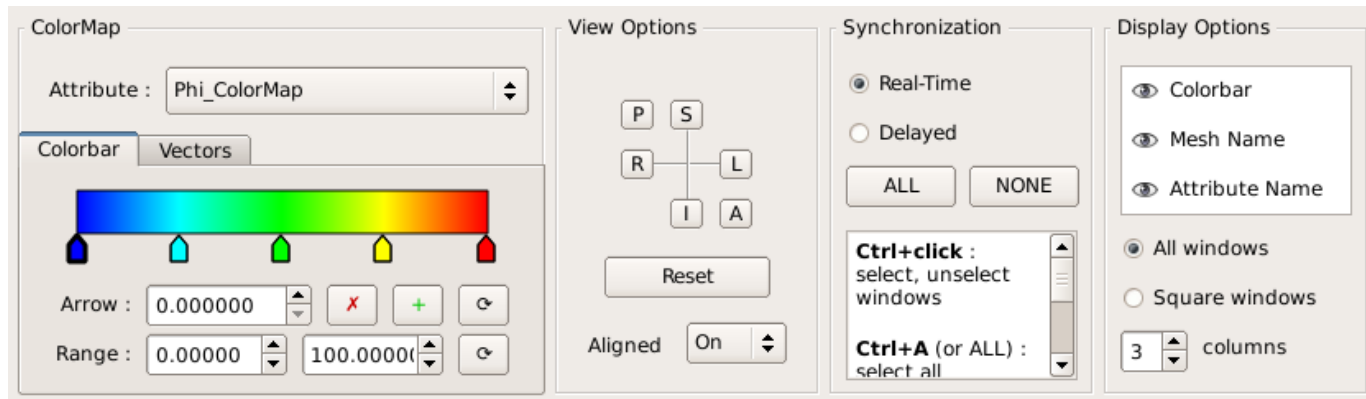 ColorMap
Attribute :
Phi_ColorMap
Colorbar
Vectors
Arrow :
0.000000
✗
+
⟳
Range :
0.00000
100.0000(
⟳
View Options
P
S
R
L
I
A
Reset
Aligned
On
Synchronization
Real-Time
Delayed
ALL
NONE
Ctrl+click :
select, unselect
windows
Ctrl+A (or ALL) :
select all
Display Options
Colorbar
Mesh Name
Attribute Name
All windows
Square windows
3
columns